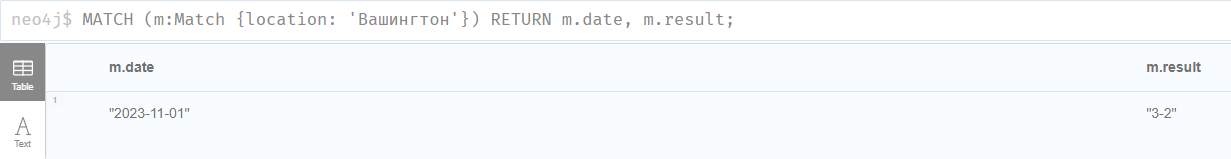 neo4j$ MATCH (m:Match {location: 'Вашингтон'}) RETURN m.date, m.result;
m.date m.result
Table
1
"2023-11-01" "3-2"
A
Text